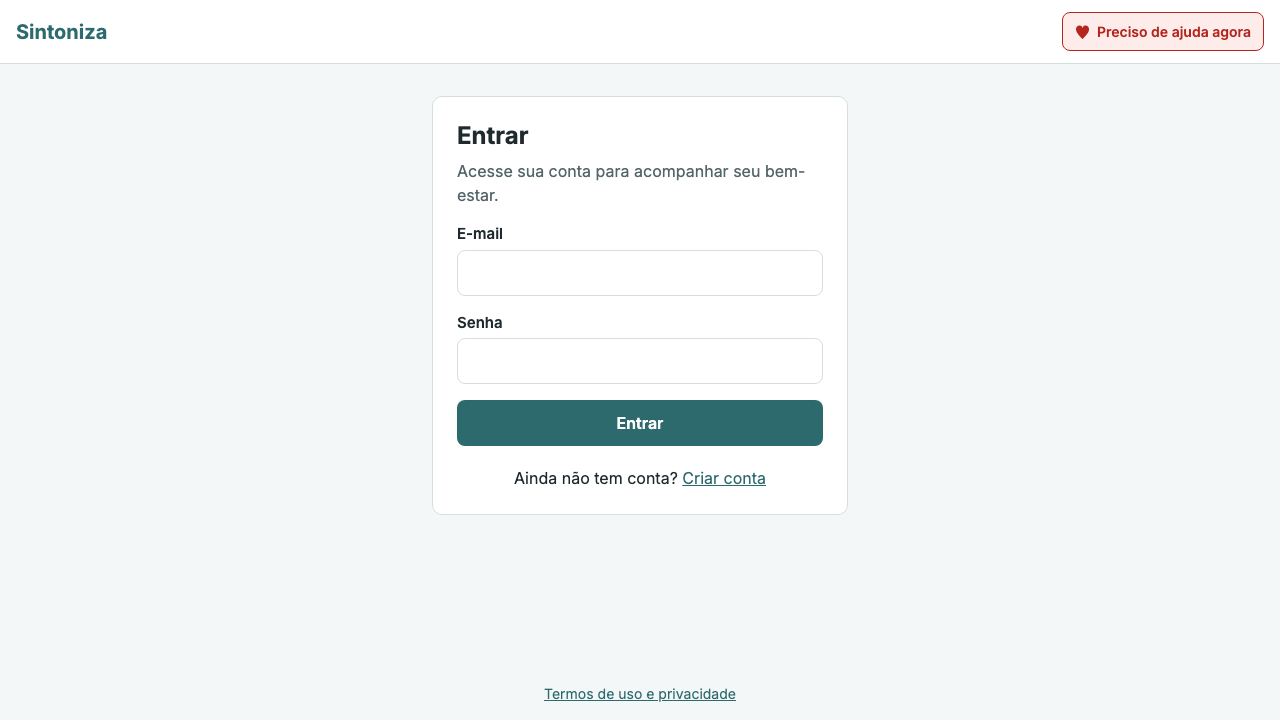 Sintoniza
Preciso de ajuda agora
Entrar
Acesse sua conta para acompanhar seu bem-
estar.
E-mail
Senha
Entrar
Ainda não tem conta? Criar conta
Termos de uso e privacidade